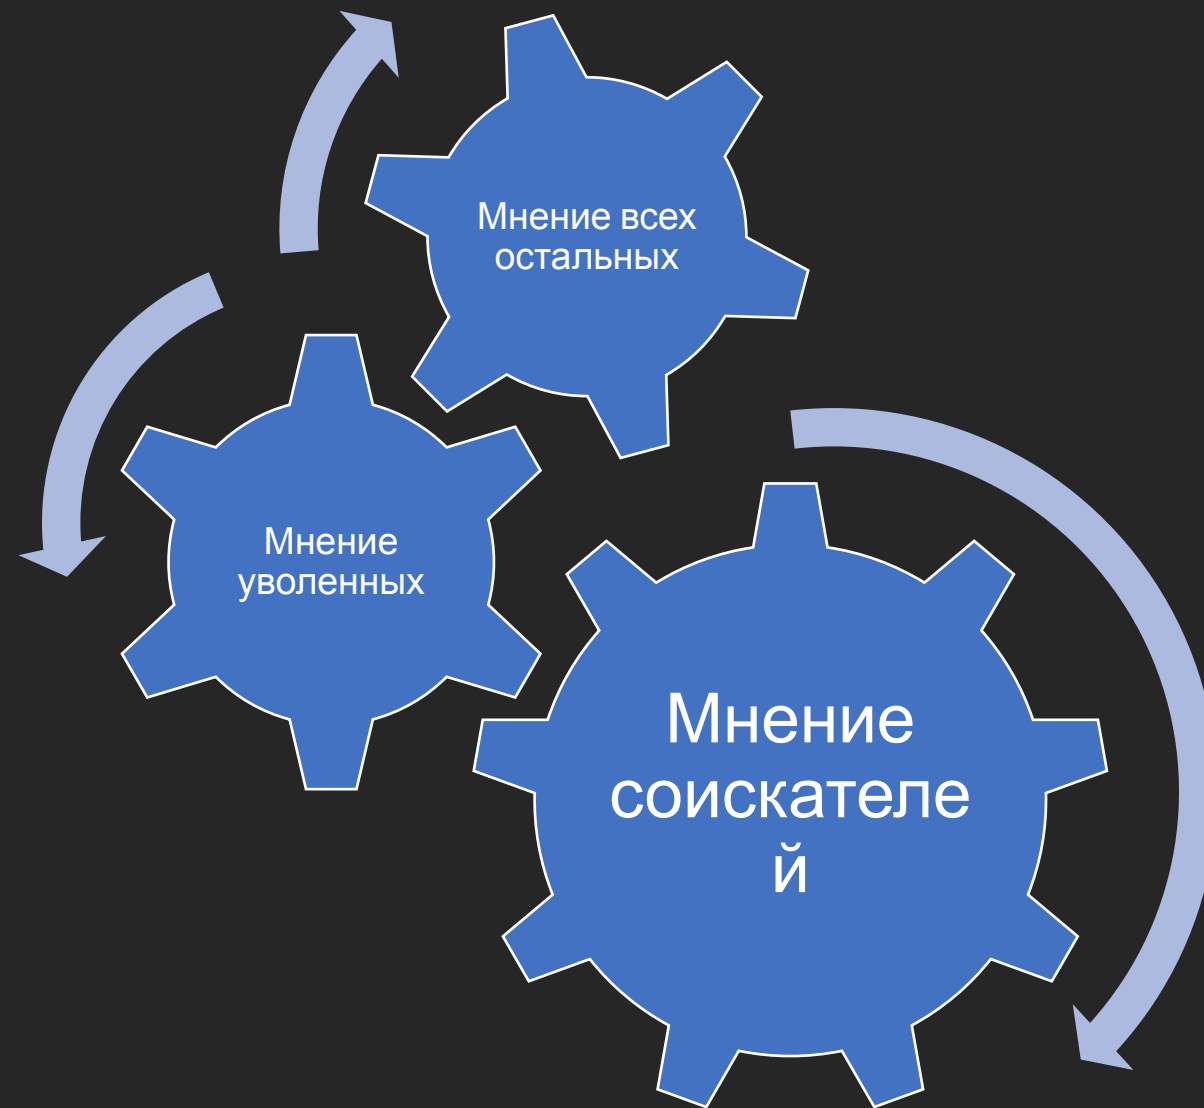 Мнение всех
остальных
Мнение
уволенных
Мнение
соискателе
й